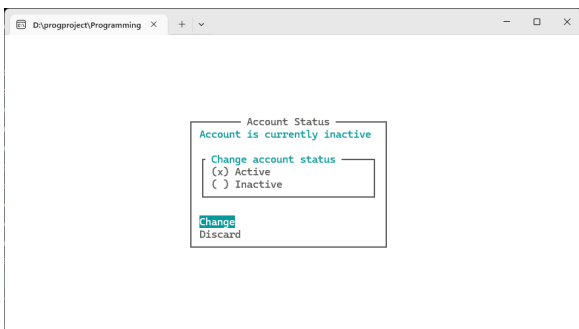 D:\progproject\Programming
Account Status
Account is currently inactive
Change account status
(x) Active
( ) Inactive
Change
Discard